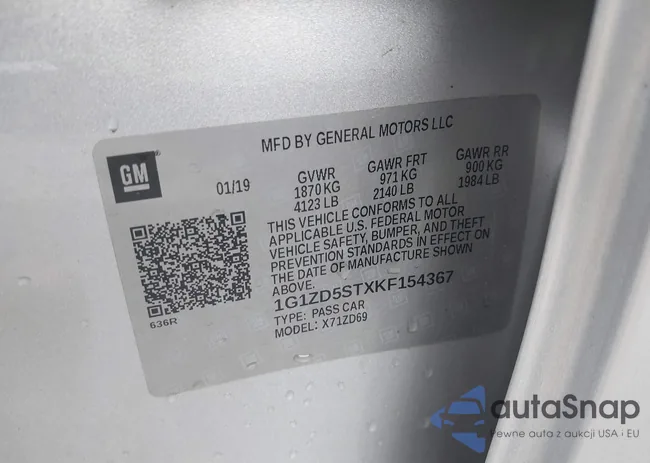 MFD BY GENERAL MOTORS LLC
GM
01/19
GVWR
1870 KG
4123 LB
GAWR FRT
971 KG
2140 LB
GAWR RR
900 KG
1984 LB
THIS VEHICLE CONFORMS TO ALL
APPLICABLE U.S. FEDERAL MOTOR
VEHICLE SAFETY, BUMPER, AND THEFT
PREVENTION STANDARDS IN EFFECT ON
THE DATE OF MANUFACTURE SHOWN
ABOVE.
1G1ZD5STXKF154367
TYPE: PASS CAR
MODEL: X71ZD69
636R
autaSnap
Pewne auta z aukcji USA i EU